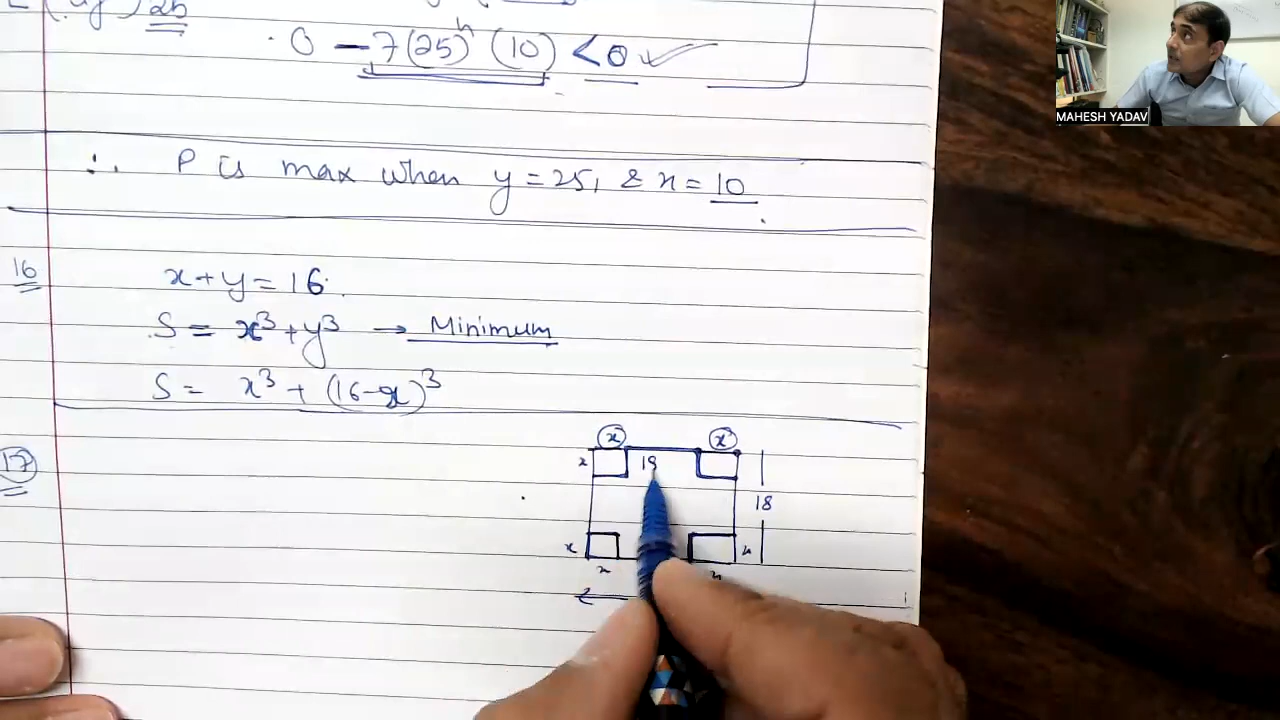 0 - 7(25)^4 (10) < 0 ✓
∴ P is max when y = 25, & x = 10
MAHESH YADAV
16
x + y = 16.
S = x³ + y³ → Minimum
S = x³ + (16-x)³
17
x x
x 18
18
x x
x x